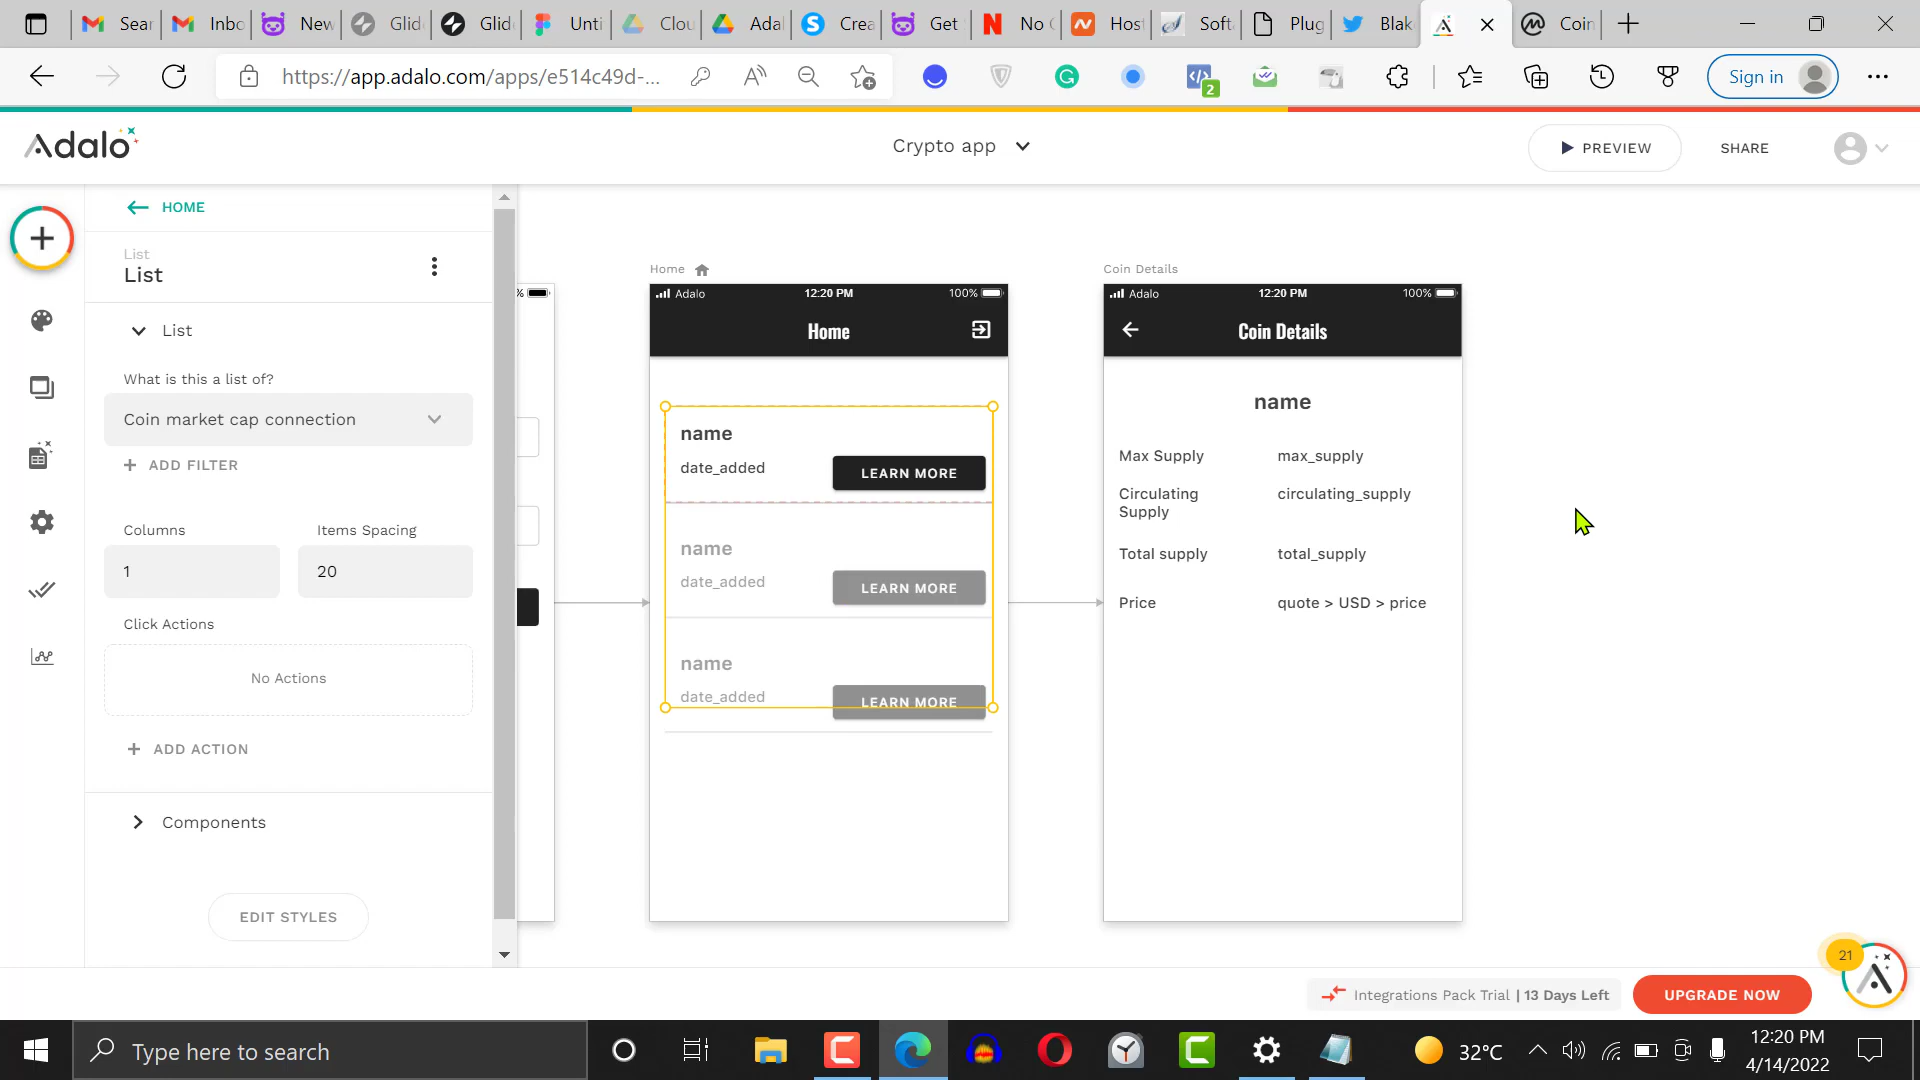 Sear
Inbo
New
Glid
Glid
Unti
Clou
Adal
Crea
Get
No C
Host
Soft
Plug
Blak
Coin
https://app.adalo.com/apps/e514c49d-...
2
Sign in
Adalo
Crypto app
PREVIEW
SHARE
HOME
List
List
List
What is this a list of?
Coin market cap connection
ADD FILTER
Columns
Items Spacing
1
20
Click Actions
No Actions
ADD ACTION
Components
EDIT STYLES
%
Home
Adalo
12:20 PM
100%
Home
name
date_added
LEARN MORE
name
date_added
LEARN MORE
name
date_added
LEARN MORE
Coin Details
Adalo
12:20 PM
100%
Coin Details
name
Max Supply
max_supply
Circulating
Supply
circulating_supply
Total supply
total_supply
Price
quote > USD > price
Integrations Pack Trial | 13 Days Left
UPGRADE NOW
21
Type here to search
32°C
12:20 PM
4/14/2022